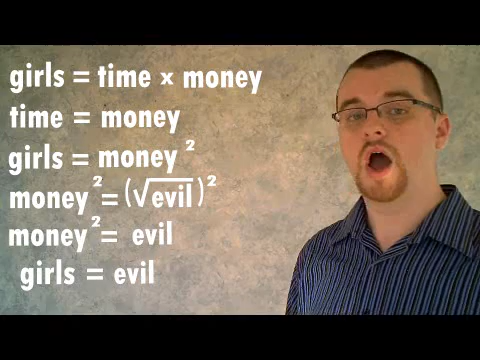 girls = time × money
time = money
girls = money ²
money ² = (√evil) ²
money ² = evil
girls = evil